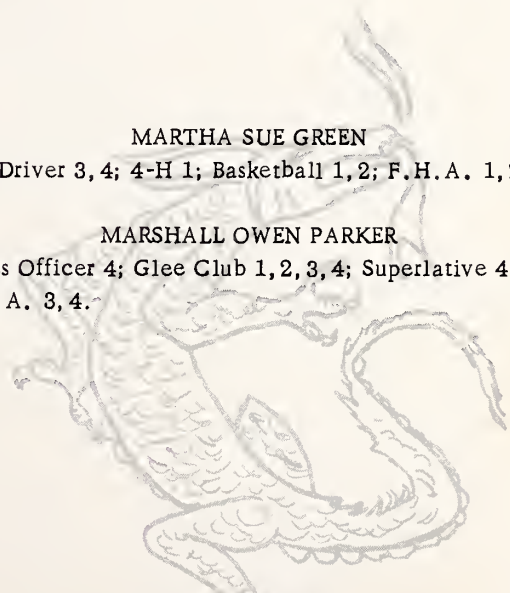 MARTHA SUE GREEN
Driver 3, 4; 4-H 1; Basketball 1, 2; F.H.A. 1,
MARSHALL OWEN PARKER
Officer 4; Glee Club 1, 2, 3, 4; Superlative 4
A. 3, 4.